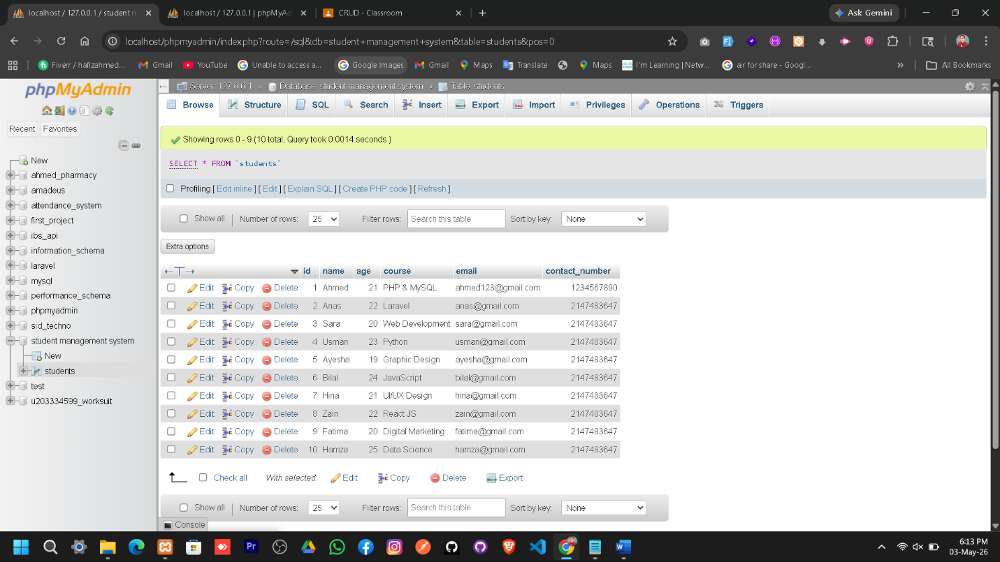 localhost / 127.0.0.1 / student m
localhost / 127.0.0.1 | phpMyAd
CRUD - Classroom
Ask Gemini
localhost/phpmyadmin/index.php?route=/sql&db=student+management+system&table=students&pos=0
Fiverr / hafizahmed...
Gmail
YouTube
Unable to access a...
Google Images
Gmail
Maps
Translate
Maps
I'm Learning | Netw...
air for share - Googl...
» All Bookmarks
phpMyAdmin
Recent Favorites
New
ahmed_pharmacy
amadeus
attendance_system
first_project
ibs_api
information_schema
laravel
mysql
performance_schema
phpmyadmin
sid_techno
student management system
New
students
test
u203334599_worksuit
Server: 127.0.0.1 » Database: student management system » Table: students
Browse Structure SQL Search Insert Export Import Privileges Operations Triggers
Showing rows 0 - 9 (10 total, Query took 0.0014 seconds.)
SELECT * FROM `students`
Profiling [ Edit inline ] [ Edit ] [ Explain SQL ] [ Create PHP code ] [ Refresh ]
Show all | Number of rows: 25 Filter rows: Search this table Sort by key: None
Extra options
id name age course email contact_number
Edit Copy Delete 1 Ahmed 21 PHP & MySQL ahmed123@gmail.com 1234567890
Edit Copy Delete 2 Anas 22 Laravel anas@gmail.com 2147483647
Edit Copy Delete 3 Sara 20 Web Development sara@gmail.com 2147483647
Edit Copy Delete 4 Usman 23 Python usman@gmail.com 2147483647
Edit Copy Delete 5 Ayesha 19 Graphic Design ayesha@gmail.com 2147483647
Edit Copy Delete 6 Bilal 24 JavaScript bilal@gmail.com 2147483647
Edit Copy Delete 7 Hina 21 UI/UX Design hina@gmail.com 2147483647
Edit Copy Delete 8 Zain 22 React JS zain@gmail.com 2147483647
Edit Copy Delete 9 Fatima 20 Digital Marketing fatima@gmail.com 2147483647
Edit Copy Delete 10 Hamza 25 Data Science hamza@gmail.com 2147483647
Check all With selected: Edit Copy Delete Export
Show all | Number of rows: 25 Filter rows: Search this table Sort by key: None
Console
Pr
6:13 PM
03-May-26